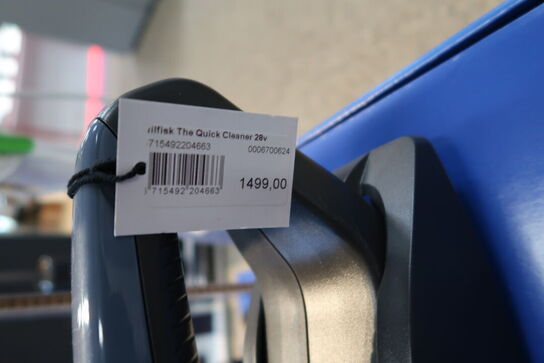 ilfisk The Quick Cleaner 28v
715492204663 0006700624
715492 204663
1499,00